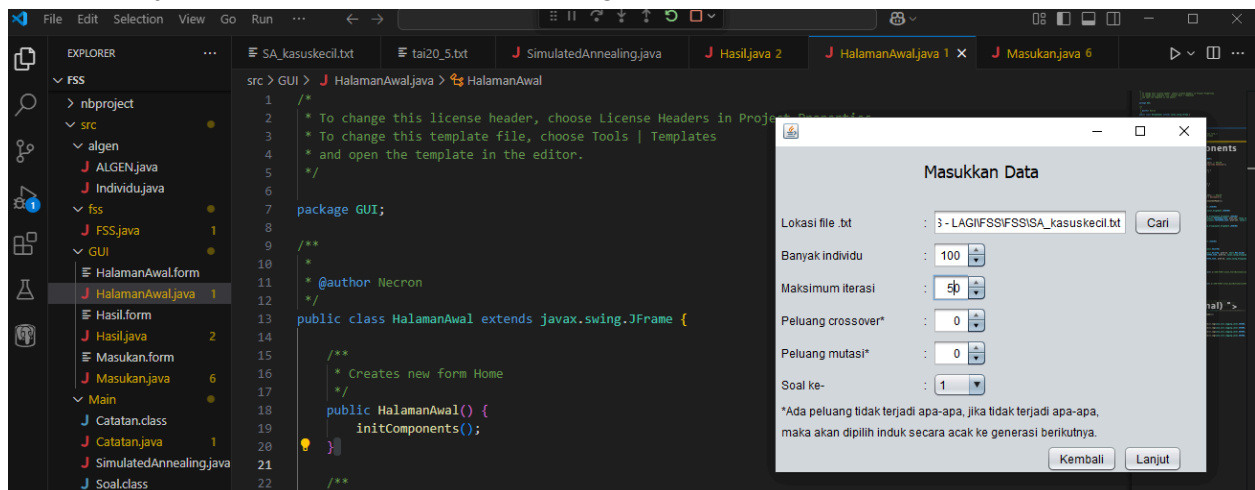 File Edit Selection View Go Run ···
EXPLORER ···
FSS
> nbproject
src
algen
J ALGEN.java
J Individu.java
fss
J FSS.java 1
GUI
HalamanAwal.form
J HalamanAwal.java 1
Hasil.form
J Hasil.java 2
Masukan.form
J Masukan.java 6
Main
J Catatan.class
J Catatan.java 1
J SimulatedAnnealing.java
J Soal.class
1
SA_kasuskecil.txt tai20_5.txt J SimulatedAnnealing.java J Hasil.java 2 J HalamanAwal.java 1 J Masukan.java 6
src > GUI > J HalamanAwal.java > HalamanAwal
1 /*
2 * To change this license header, choose License Headers in Project Properties.
3 * To change this template file, choose Tools | Templates
4 * and open the template in the editor.
5 */
6
7 package GUI;
8
9 /**
10 *
11 * @author Necron
12 */
13 public class HalamanAwal extends javax.swing.JFrame {
14
15 /**
16 * Creates new form Home
17 */
18 public HalamanAwal() {
19 initComponents();
20 }
21
22 /**
Masukkan Data
Lokasi file .txt : - LAGI\FSS\FSS\SA_kasuskecil.txt Cari
Banyak individu : 100
Maksimum iterasi : 50
Peluang crossover* : 0
Peluang mutasi* : 0
Soal ke- : 1
*Ada peluang tidak terjadi apa-apa, jika tidak terjadi apa-apa,
maka akan dipilih induk secara acak ke generasi berikutnya.
Kembali Lanjut